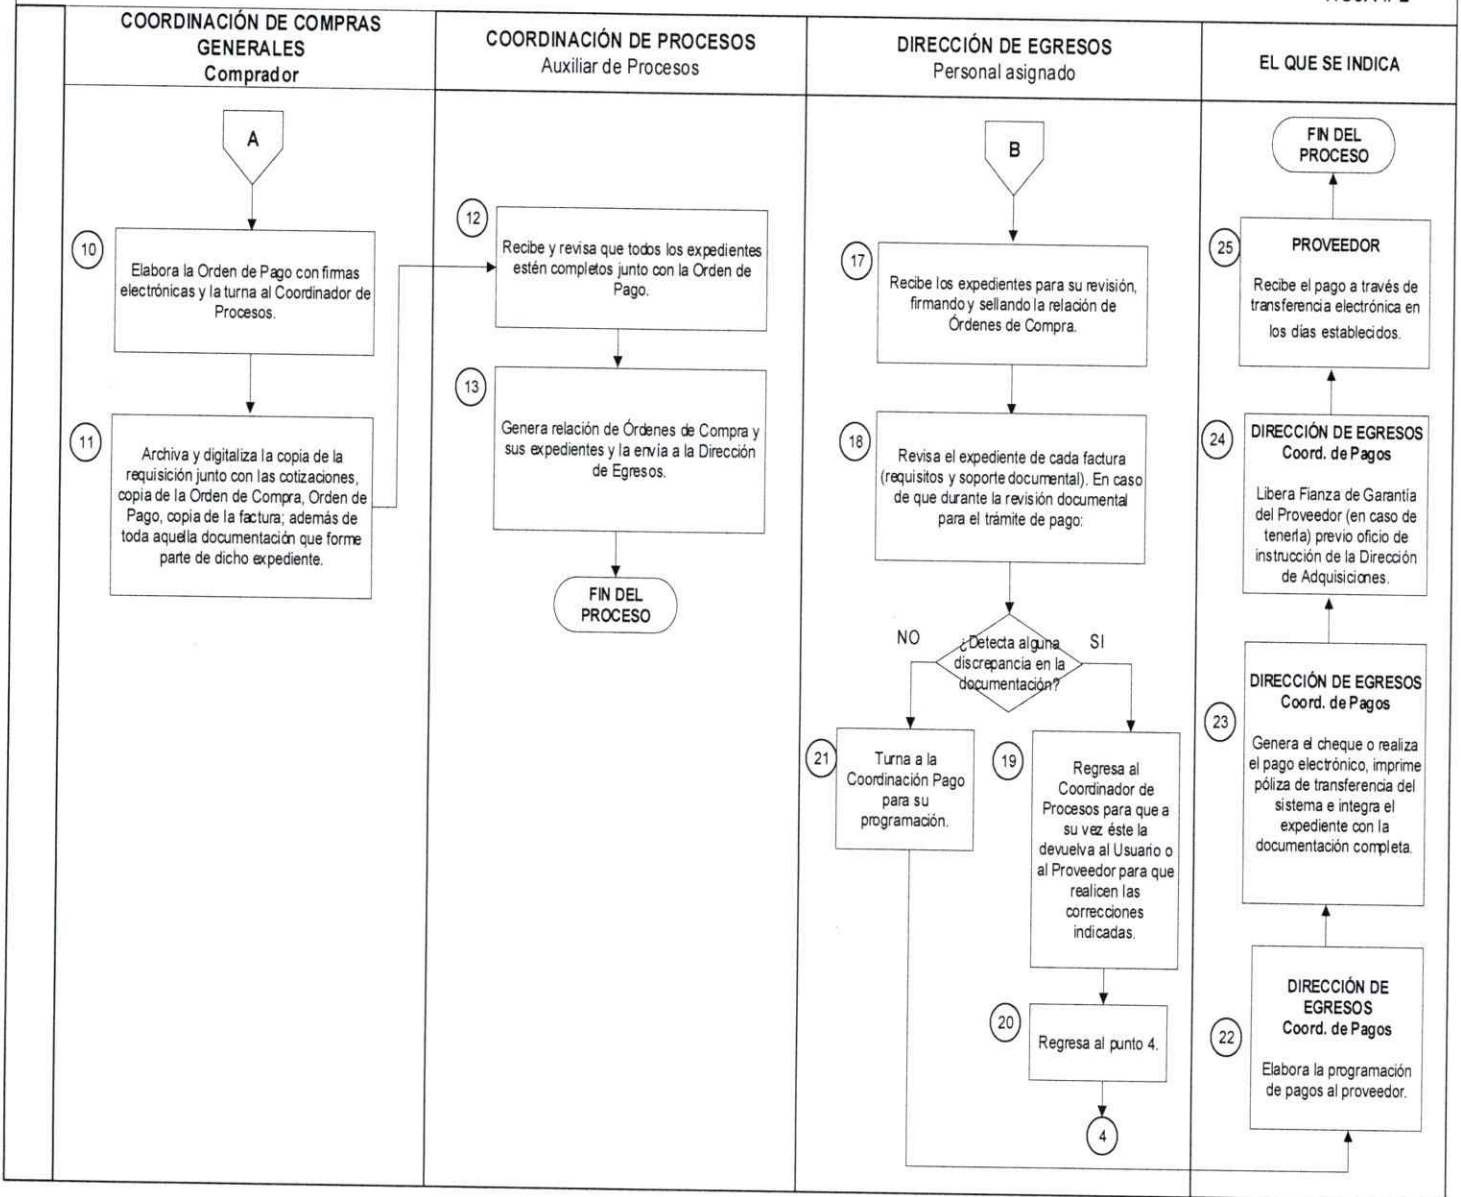 COORDINACIÓN DE COMPRAS
GENERALES
Comprador
COORDINACIÓN DE PROCESOS
Auxiliar de Procesos
DIRECCIÓN DE EGRESOS
Personal asignado
EL QUE SE INDICA
A
10
Elabora la Orden de Pago con firmas
electrónicas y la turna al Coordinador de
Procesos.
11
Archiva y digitaliza la copia de la
requisición junto con las cotizaciones,
copia de la Orden de Compra, Orden de
Pago, copia de la factura; además de
toda aquella documentación que forme
parte de dicho expediente.
12
Recibe y revisa que todos los expedientes
estén completos junto con la Orden de
Pago.
13
Genera relación de Órdenes de Compra y
sus expedientes y la envía a la Dirección
de Egresos.
FIN DEL
PROCESO
B
17
Recibe los expedientes para su revisión,
firmando y sellando la relación de
Órdenes de Compra.
18
Revisa el expediente de cada factura
(requisitos y soporte documental). En caso
de que durante la revisión documental
para el trámite de pago:
NO
¿Detecta alguna
discrepancia en la
documentación?
SI
21
Turna a la
Coordinación Pago
para su
programación.
19
Regresa al
Coordinador de
Procesos para que a
su vez éste la
devuelva al Usuario o
al Proveedor para que
realicen las
correcciones
indicadas.
20
Regresa al punto 4.
4
FIN DEL
PROCESO
25
PROVEEDOR
Recibe el pago a través de
transferencia electrónica en
los días establecidos.
24
DIRECCIÓN DE EGRESOS
Coord. de Pagos
Libera Fianza de Garantía
del Proveedor (en caso de
tenerla) previo oficio de
instrucción de la Dirección
de Adquisiciones.
23
DIRECCIÓN DE EGRESOS
Coord. de Pagos
Genera el cheque o realiza
el pago electrónico, imprime
póliza de transferencia del
sistema e integra el
expediente con la
documentación completa.
22
DIRECCIÓN DE
EGRESOS
Coord. de Pagos
Elabora la programación
de pagos al proveedor.